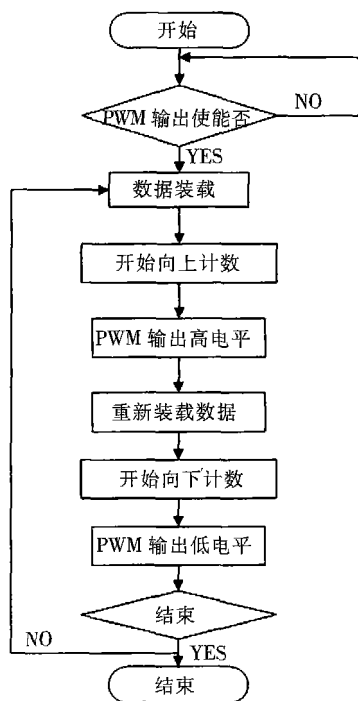 开始
PWM 输出使能否
NO
YES
数据装载
开始向上计数
PWM 输出高电平
重新装载数据
开始向下计数
PWM 输出低电平
结束
NO
YES
结束